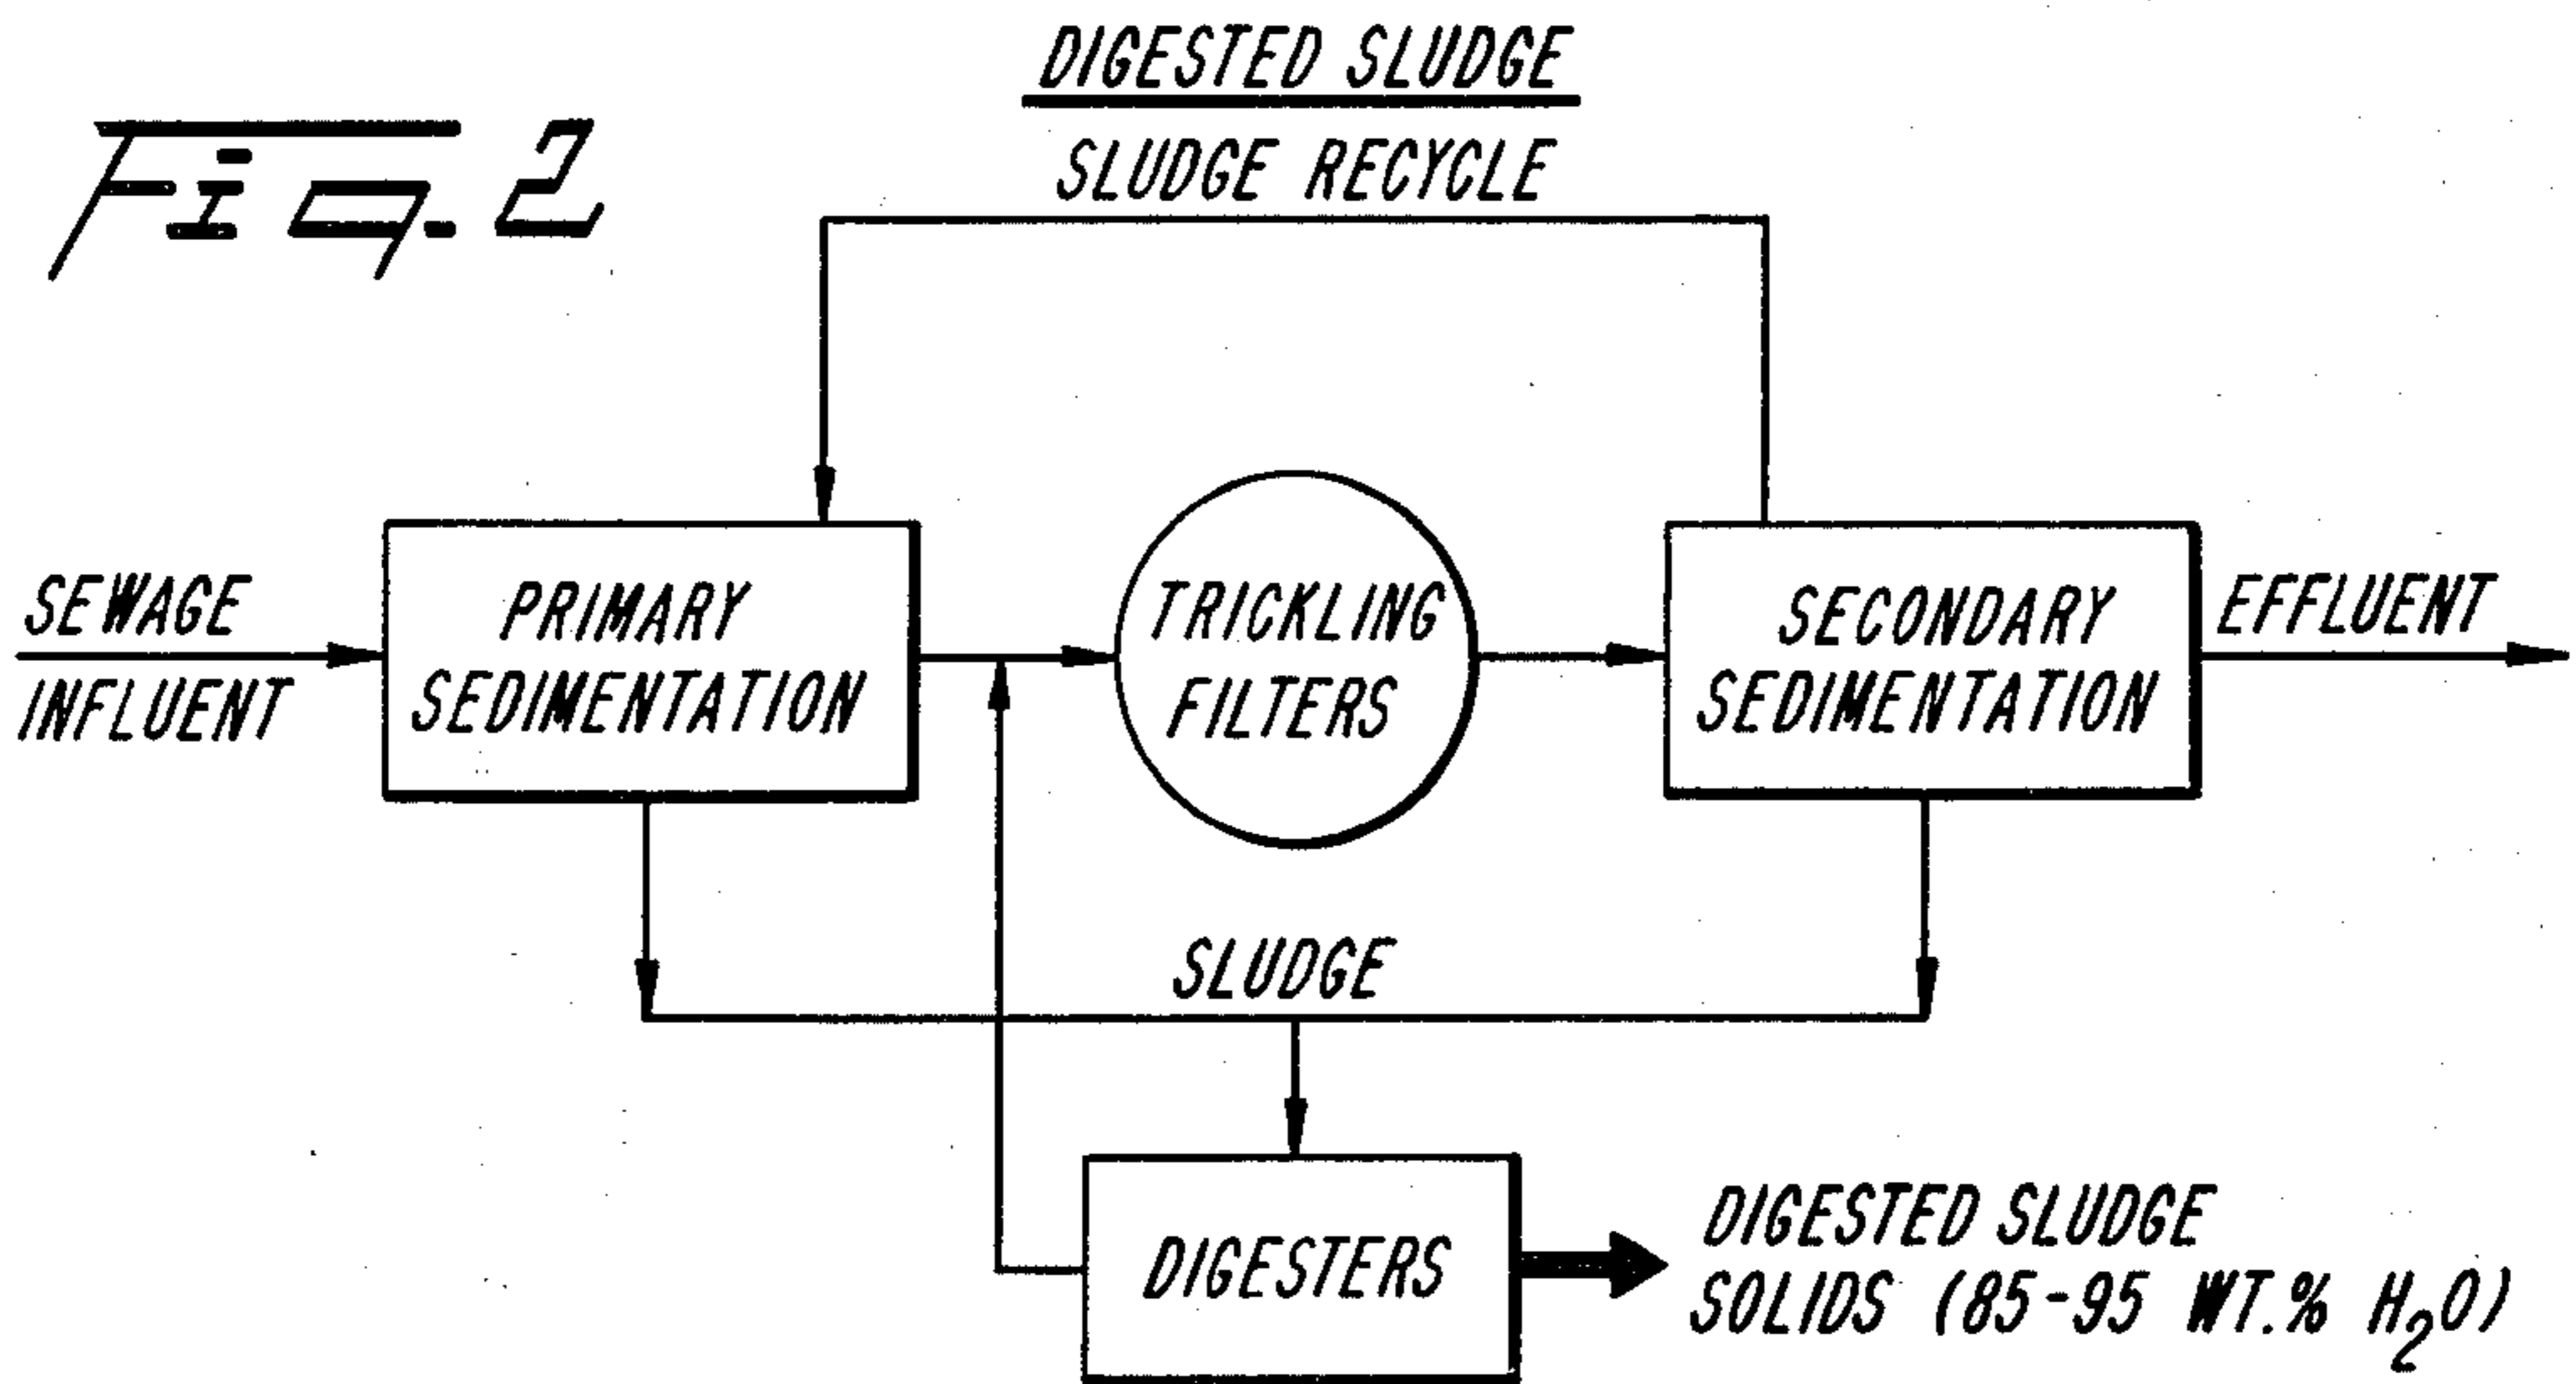 DIGESTED SLUDGE
Fig. 2
SLUDGE RECYCLE
SEWAGE
INFLUENT
PRIMARY
SEDIMENTATION
TRICKLING
FILTERS
SECONDARY
SEDIMENTATION
EFFLUENT
SLUDGE
DIGESTERS
DIGESTED SLUDGE
SOLIDS (85-95 WT.% H₂O)